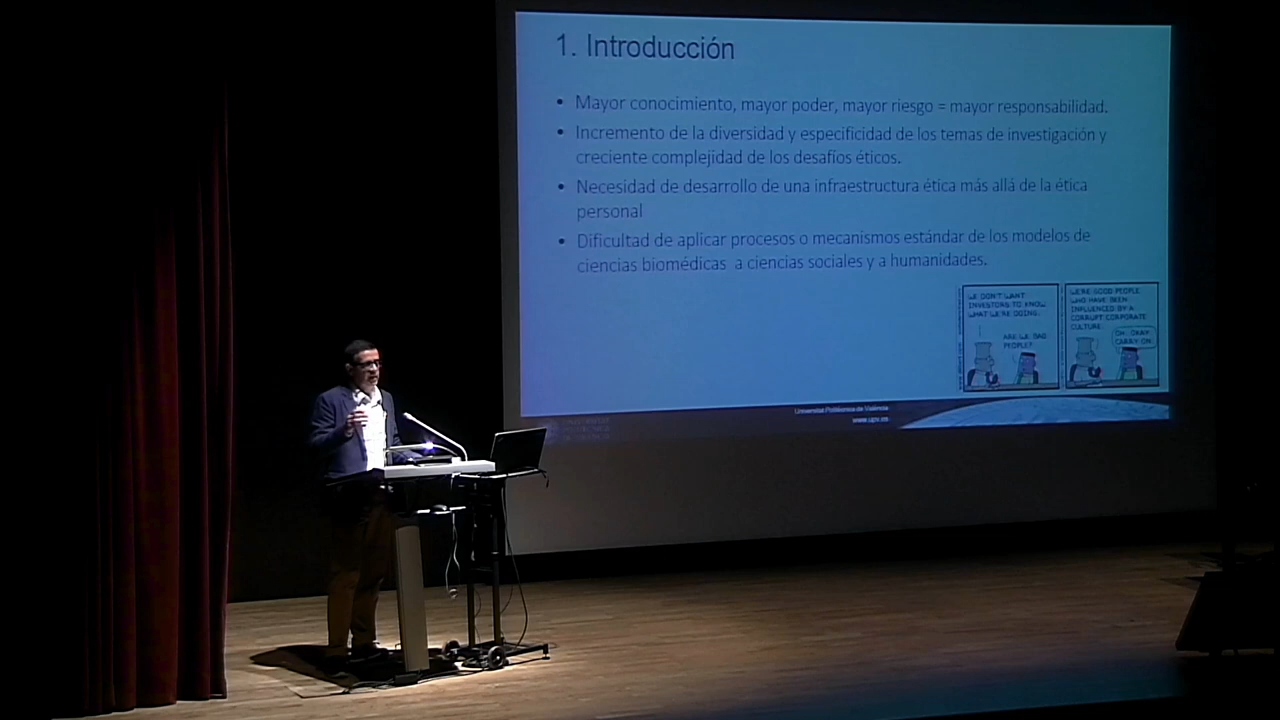 1. Introducción
• Mayor conocimiento, mayor poder, mayor riesgo = mayor responsabilidad.
• Incremento de la diversidad y especificidad de los temas de investigación y
creciente complejidad de los desafíos éticos.
• Necesidad de desarrollo de una infraestructura ética más allá de la ética
personal
• Dificultad de aplicar procesos o mecanismos estándar de los modelos de
ciencias biomédicas a ciencias sociales y a humanidades.
WE DON'T WANT
INVESTORS TO KNOW
WHAT WE'RE DOING.
ARE WE BAD
PEOPLE?
WE'RE GOOD PEOPLE
WHO HAVE BEEN
INFLUENCED BY A
CORRUPT CORPORATE
CULTURE.
OH. OKAY.
CARRY ON.
Universitat Politècnica de València
www.upv.es